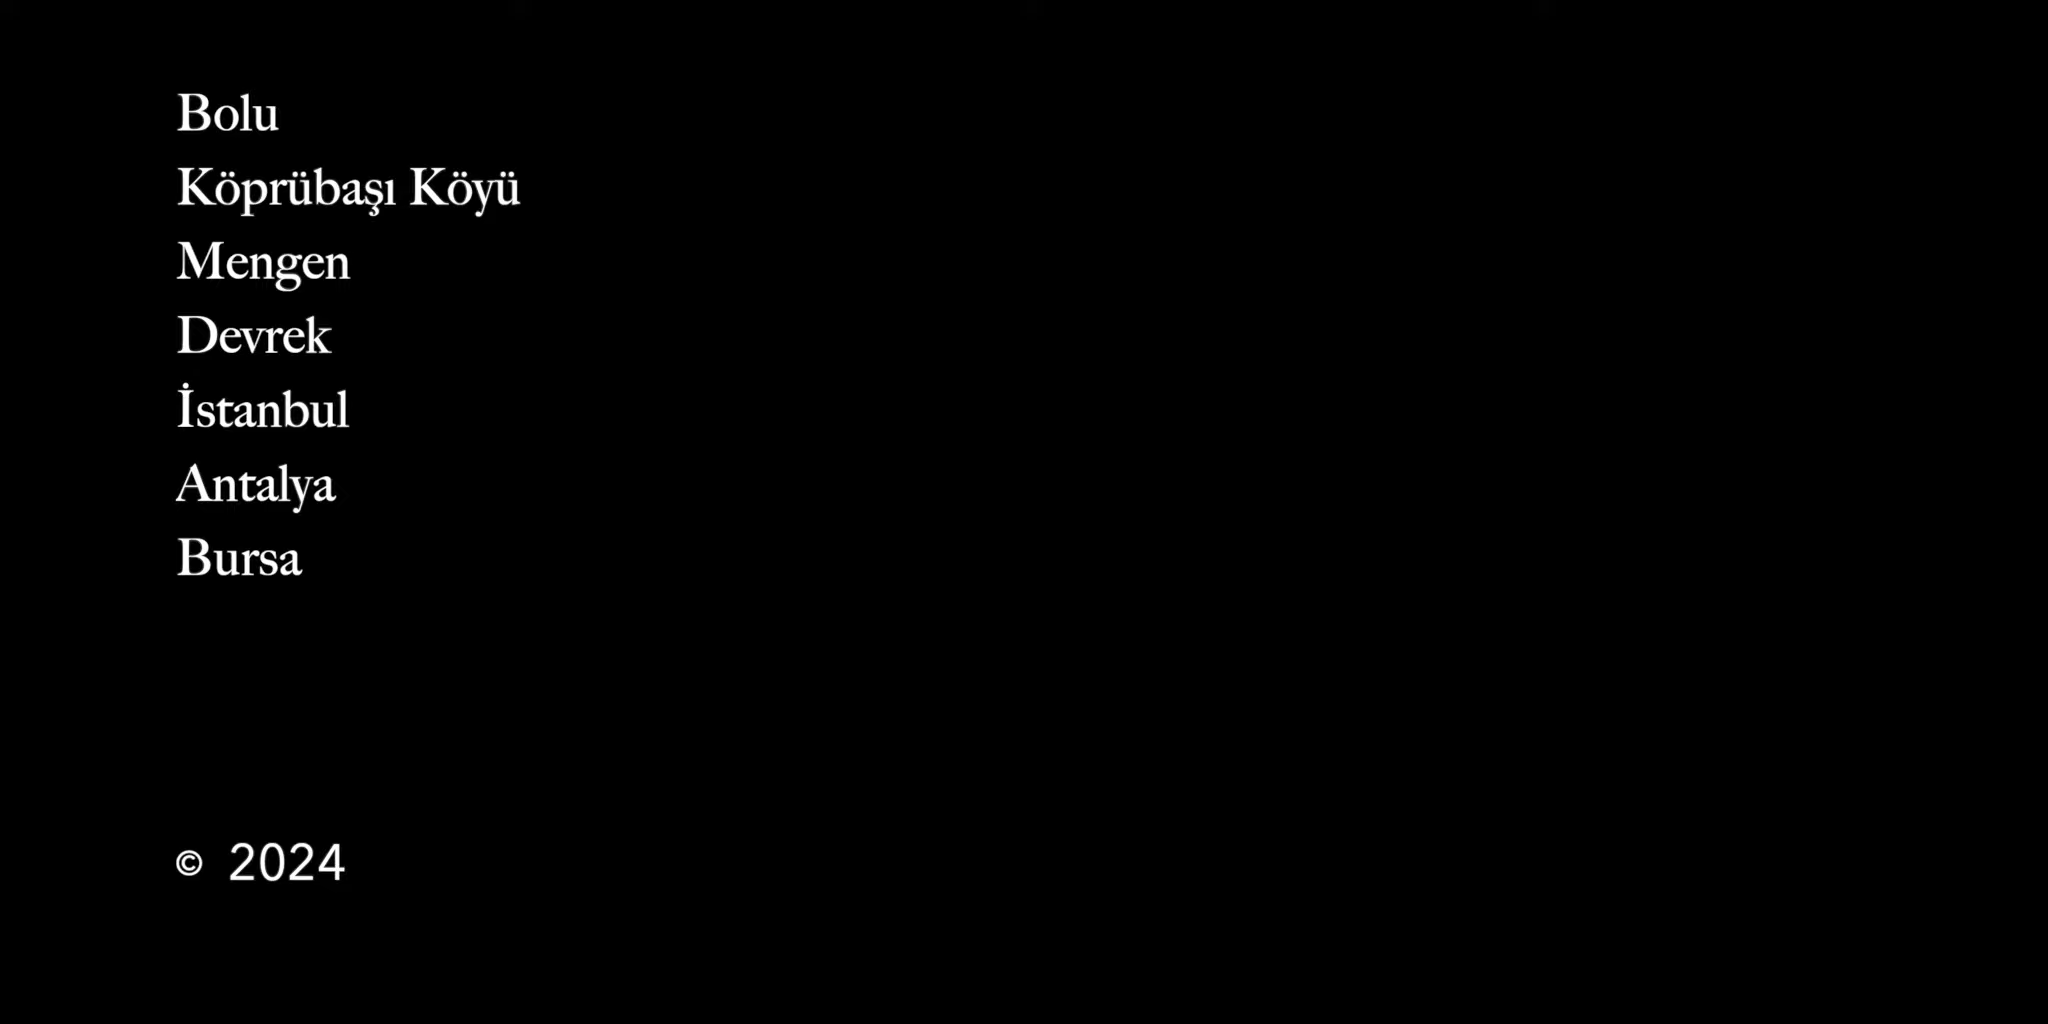 Bolu
Köprübaşı Köyü
Mengen
Devrek
İstanbul
Antalya
Bursa
© 2024